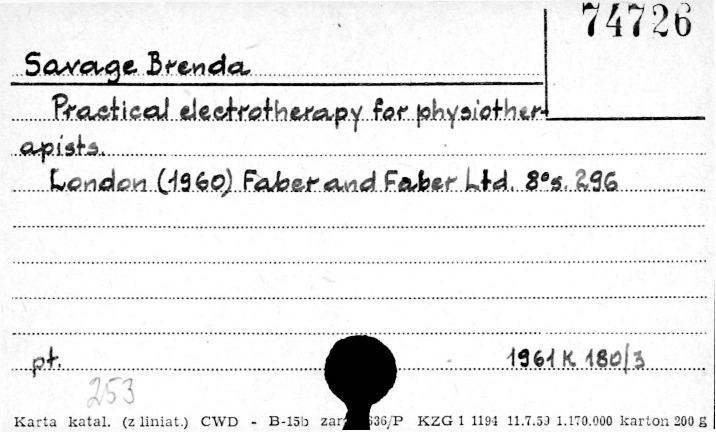 74726
Savage Brenda
Practical electrotherapy for physiother-
apists.
London (1960) Faber and Faber Ltd. 8°s. 296
pt. 1961 K 180/3
253
Karta katal. (z liniat.) CWD - B-15b 636/P KZG 1 1194 11.7.59 1.170.000 karton 200 g